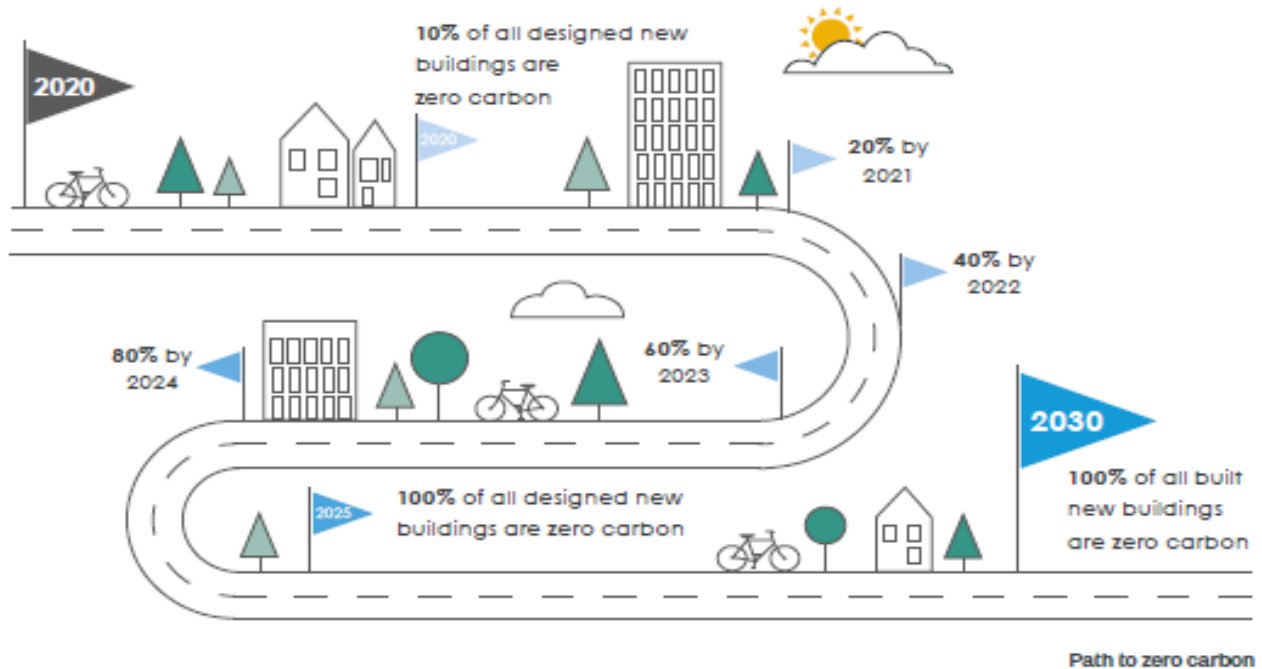 2020
10% of all designed new
buildings are
zero carbon
2020
20% by
2021
40% by
2022
60% by
2023
80% by
2024
2025
100% of all designed new
buildings are zero carbon
2030
100% of all built
new buildings
are zero carbon
Path to zero carbon